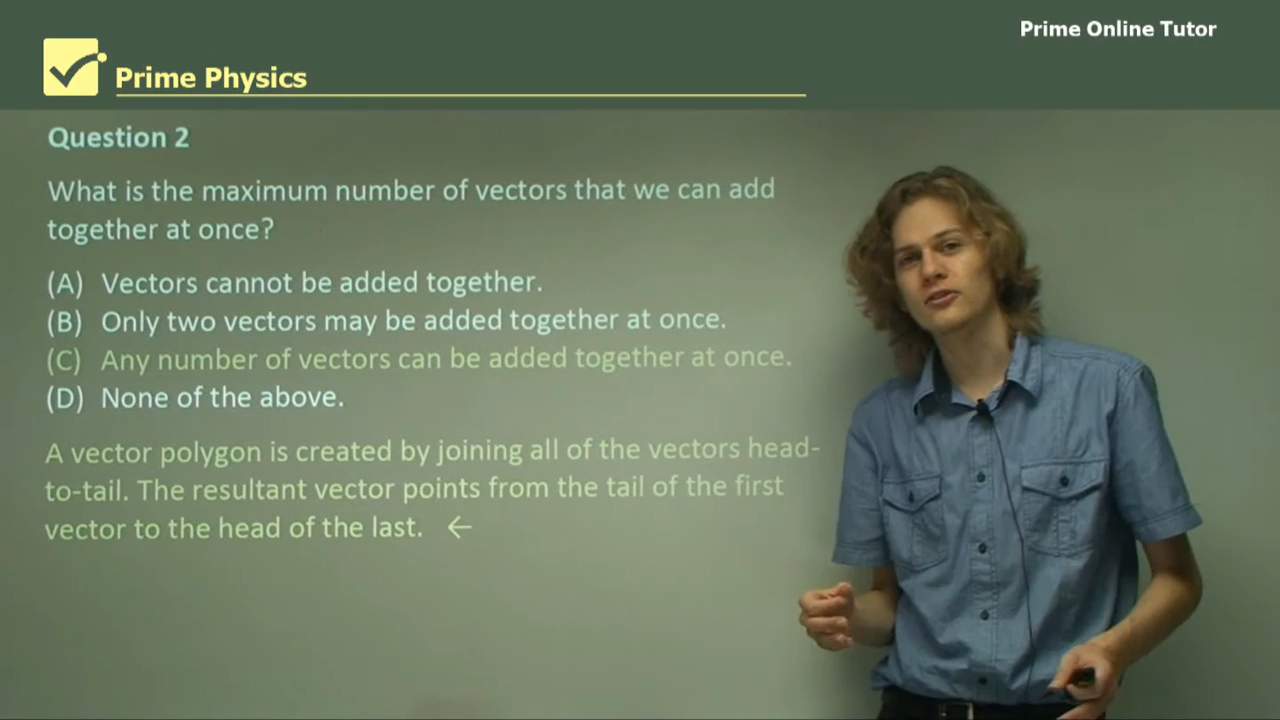 Prime Online Tutor
Prime Physics
Question 2
What is the maximum number of vectors that we can add
together at once?
(A) Vectors cannot be added together.
(B) Only two vectors may be added together at once.
(C) Any number of vectors can be added together at once.
(D) None of the above.
A vector polygon is created by joining all of the vectors head-
to-tail. The resultant vector points from the tail of the first
vector to the head of the last. ←